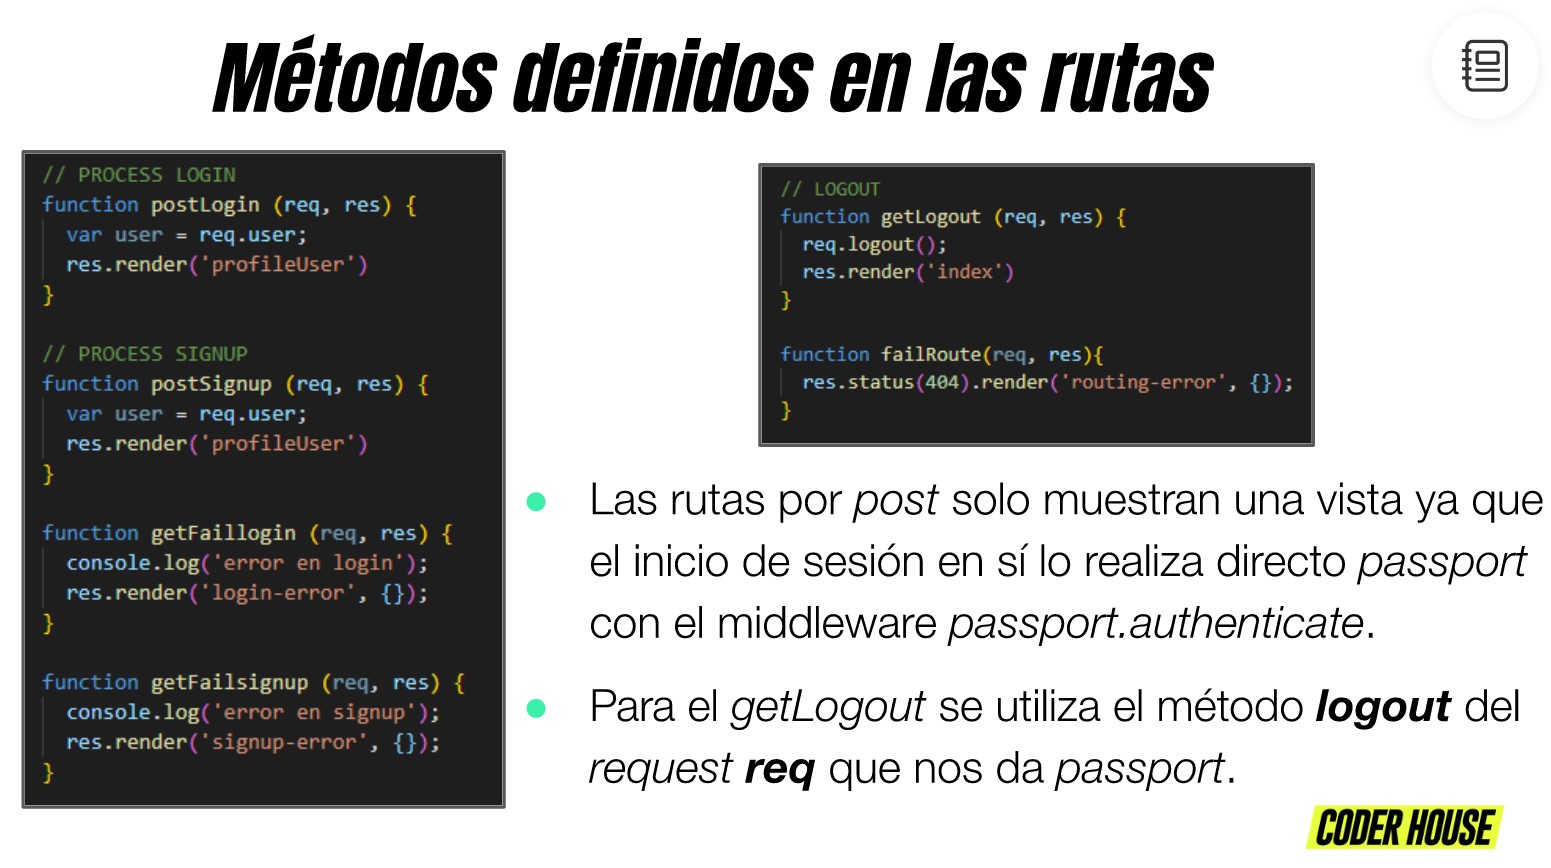 Métodos definidos en las rutas
// PROCESS LOGIN
function postLogin (req, res) {
  var user = req.user;
  res.render('profileUser')
}
// PROCESS SIGNUP
function postSignup (req, res) {
  var user = req.user;
  res.render('profileUser')
}
function getFaillogin (req, res) {
  console.log('error en login');
  res.render('login-error', {});
}
function getFailsignup (req, res) {
  console.log('error en signup');
  res.render('signup-error', {});
}
// LOGOUT
function getLogout (req, res) {
  req.logout();
  res.render('index')
}
function failRoute(req, res){
  res.status(404).render('routing-error', {});
}
● Las rutas por post solo muestran una vista ya que
el inicio de sesión en sí lo realiza directo passport
con el middleware passport.authenticate.
● Para el getLogout se utiliza el método logout del
request req que nos da passport.
CODER HOUSE